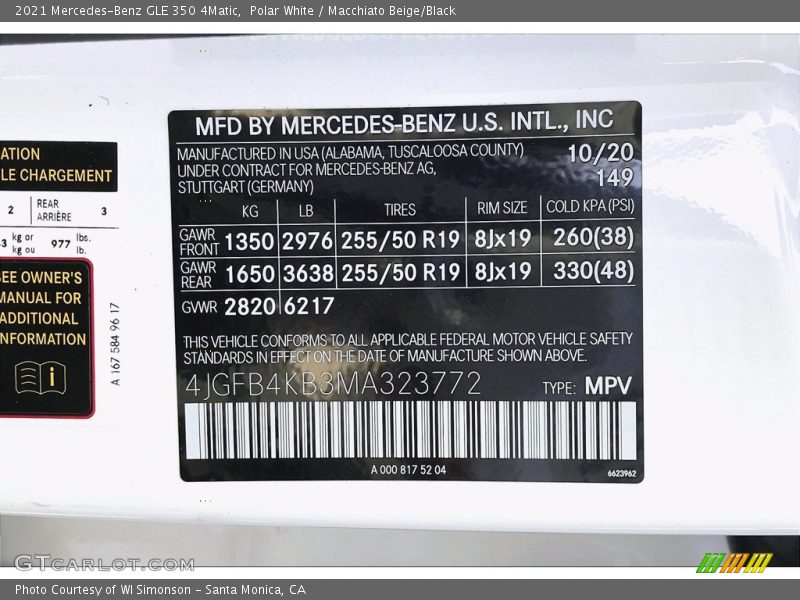 2021 Mercedes-Benz GLE 350 4Matic,  Polar White / Macchiato Beige/Black
ATION
LE CHARGEMENT
2 REAR ARRIÈRE 3
kg or
kg ou 977 lbs. lb.
SEE OWNER'S
MANUAL FOR
ADDITIONAL
INFORMATION
i
A 167 584 96 17
MFD BY MERCEDES-BENZ U.S. INTL., INC
MANUFACTURED IN USA (ALABAMA, TUSCALOOSA COUNTY) 10/20
UNDER CONTRACT FOR MERCEDES-BENZ AG, 149
STUTTGART (GERMANY)
KG LB TIRES RIM SIZE COLD KPA (PSI)
GAWR FRONT 1350 2976 255/50 R19 8Jx19 260(38)
GAWR REAR 1650 3638 255/50 R19 8Jx19 330(48)
GVWR 2820 6217
THIS VEHICLE CONFORMS TO ALL APPLICABLE FEDERAL MOTOR VEHICLE SAFETY
STANDARDS IN EFFECT ON THE DATE OF MANUFACTURE SHOWN ABOVE.
4JGFB4KB3MA323772 TYPE: MPV
A 000 817 52 04 6623962
GTCARLOT.COM
Photo Courtesy of WI Simonson - Santa Monica, CA